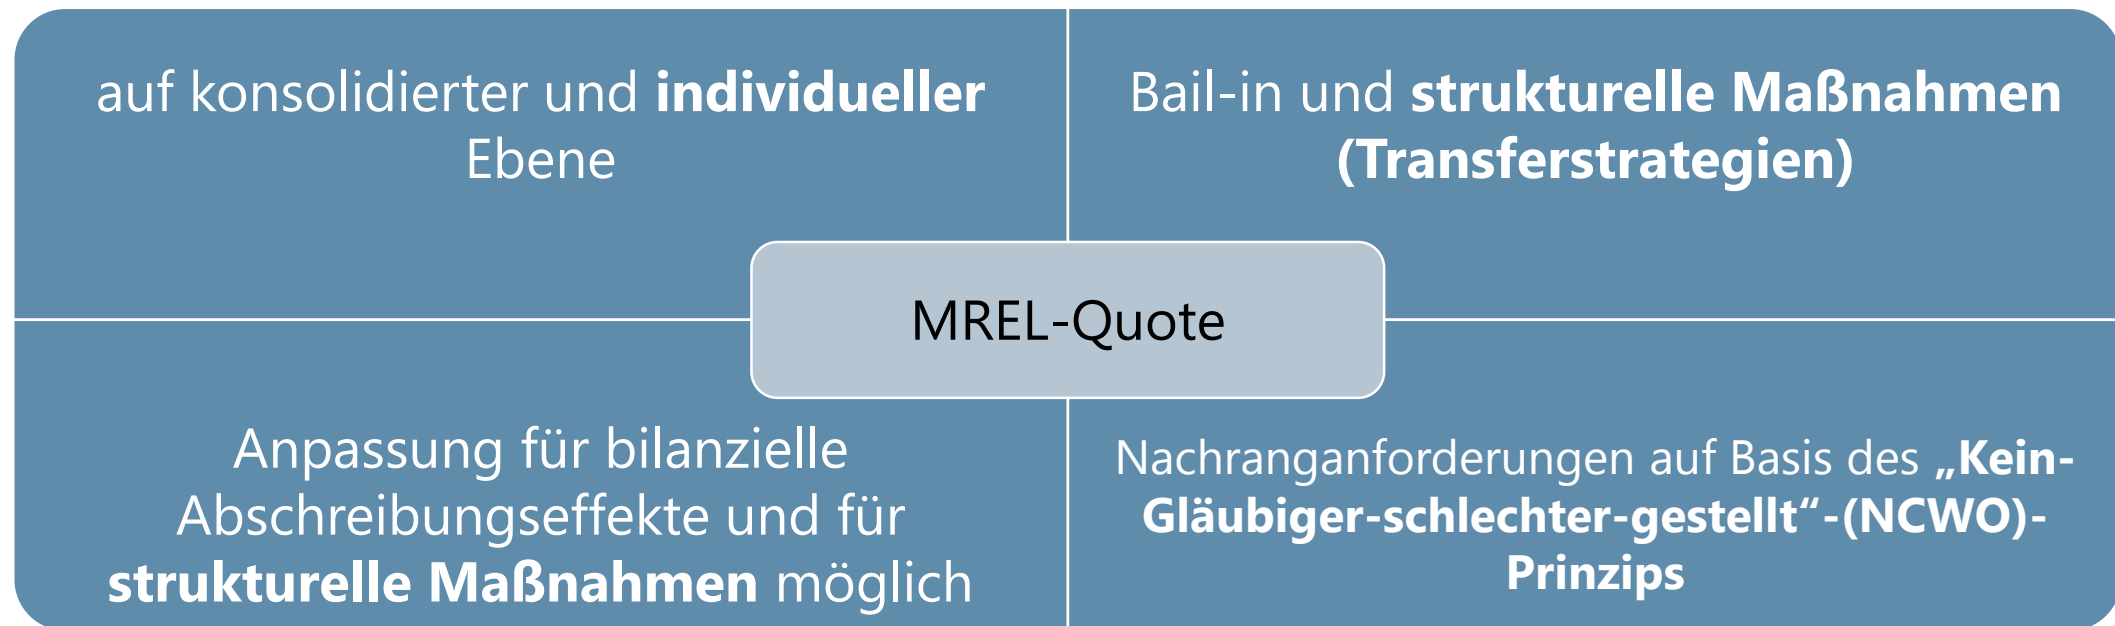 auf konsolidierter und individueller
Ebene
Bail-in und strukturelle Maßnahmen
(Transferstrategien)
MREL-Quote
Anpassung für bilanzielle
Abschreibungseffekte und für
strukturelle Maßnahmen möglich
Nachranganforderungen auf Basis des „Kein-
Gläubiger-schlechter-gestellt“-(NCWO)-
Prinzips